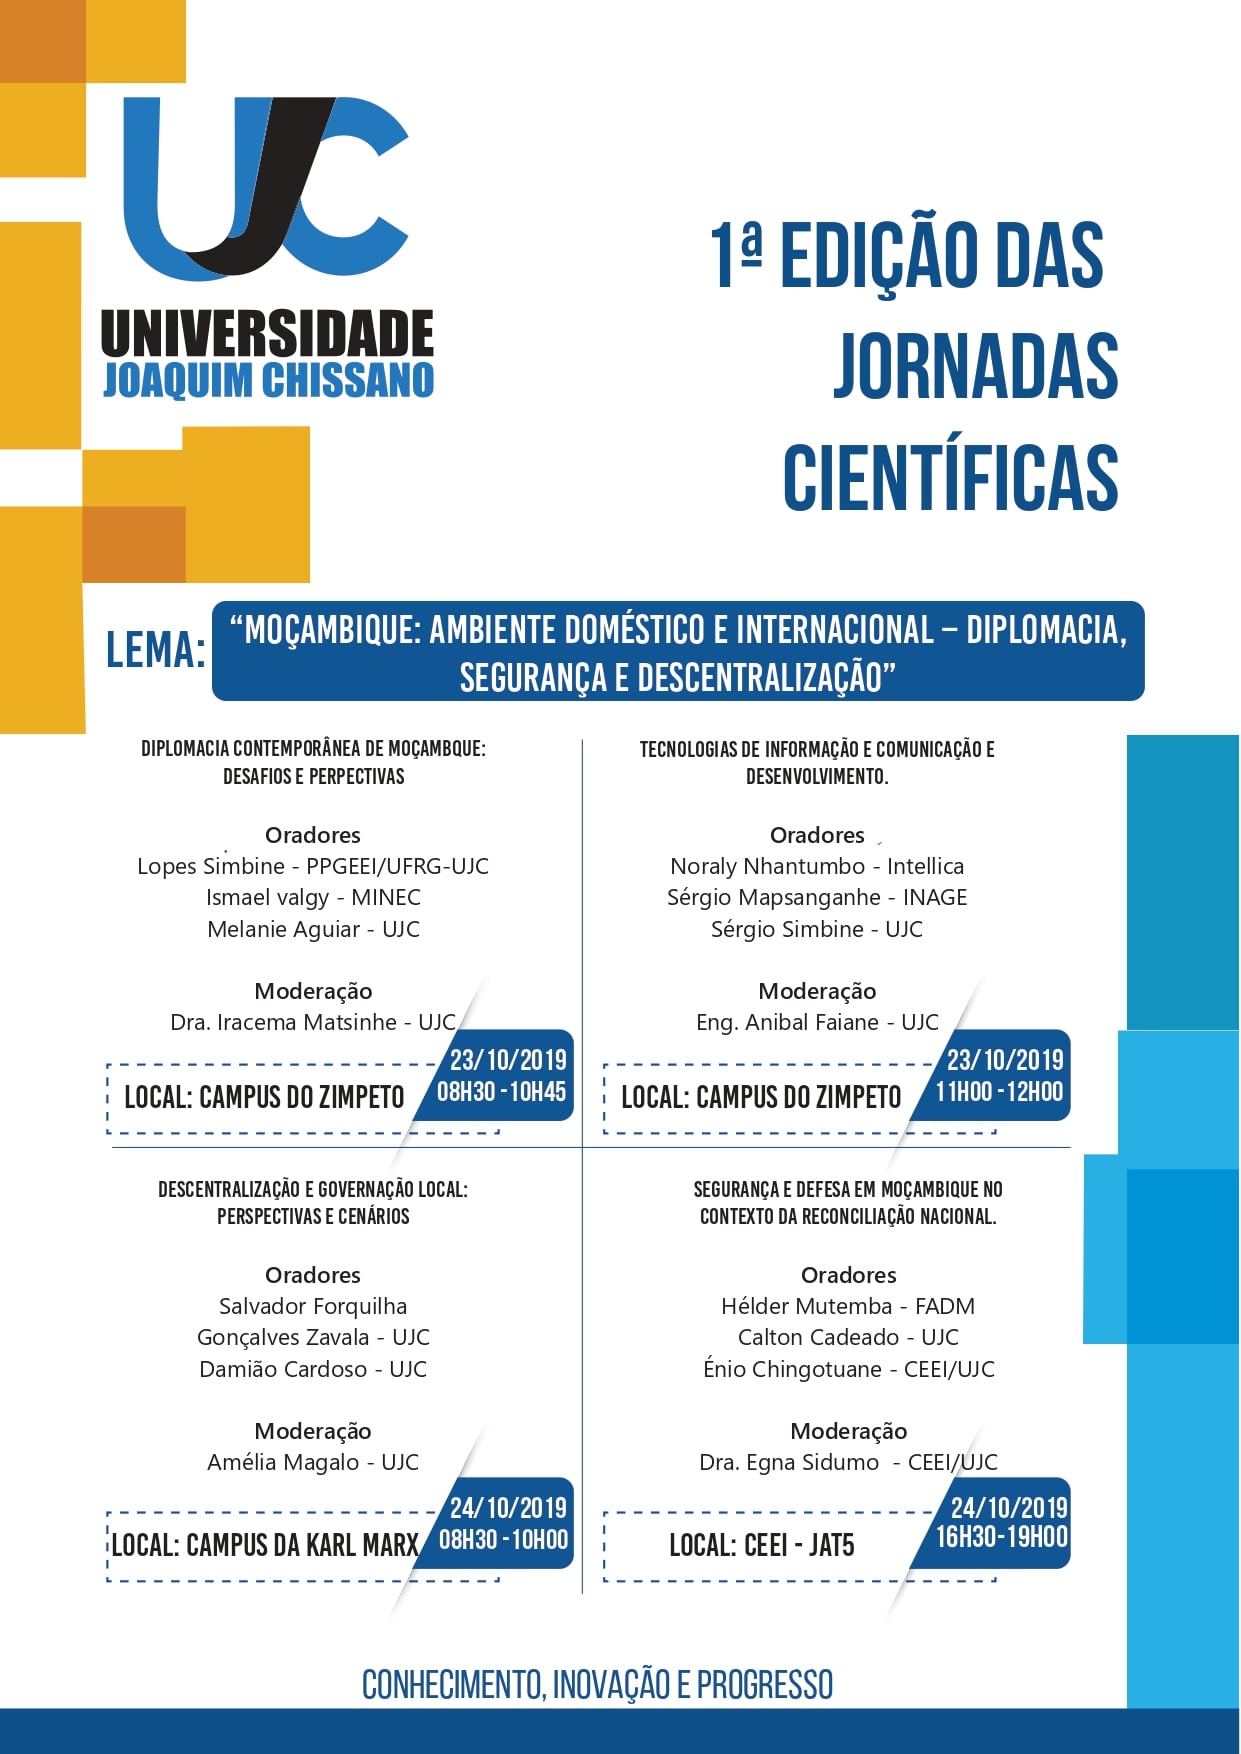 UJC
UNIVERSIDADE
JOAQUIM CHISSANO
1ª EDIÇÃO DAS
JORNADAS
CIENTÍFICAS
LEMA:
“MOÇAMBIQUE: AMBIENTE DOMÉSTICO E INTERNACIONAL – DIPLOMACIA,
SEGURANÇA E DESCENTRALIZAÇÃO”
DIPLOMACIA CONTEMPORÂNEA DE MOÇAMBQUE:
DESAFIOS E PERPECTIVAS
Oradores
Lopes Simbine - PPGEEI/UFRG-UJC
Ismael valgy - MINEC
Melanie Aguiar - UJC
Moderação
Dra. Iracema Matsinhe - UJC
23/10/2019
08H30 -10H45
LOCAL: CAMPUS DO ZIMPETO
TECNOLOGIAS DE INFORMAÇÃO E COMUNICAÇÃO E
DESENVOLVIMENTO.
Oradores
Noraly Nhantumbo - Intellica
Sérgio Mapsanganhe - INAGE
Sérgio Simbine - UJC
Moderação
Eng. Anibal Faiane - UJC
23/10/2019
11H00 -12H00
LOCAL: CAMPUS DO ZIMPETO
DESCENTRALIZAÇÃO E GOVERNAÇÃO LOCAL:
PERSPECTIVAS E CENÁRIOS
Oradores
Salvador Forquilha
Gonçalves Zavala - UJC
Damião Cardoso - UJC
Moderação
Amélia Magalo - UJC
24/10/2019
08H30 -10H00
LOCAL: CAMPUS DA KARL MARX
SEGURANÇA E DEFESA EM MOÇAMBIQUE NO
CONTEXTO DA RECONCILIAÇÃO NACIONAL.
Oradores
Hélder Mutemba - FADM
Calton Cadeado - UJC
Énio Chingotuane - CEEI/UJC
Moderação
Dra. Egna Sidumo - CEEI/UJC
24/10/2019
16H30-19H00
LOCAL: CEEI - JAT5
CONHECIMENTO, INOVAÇÃO E PROGRESSO